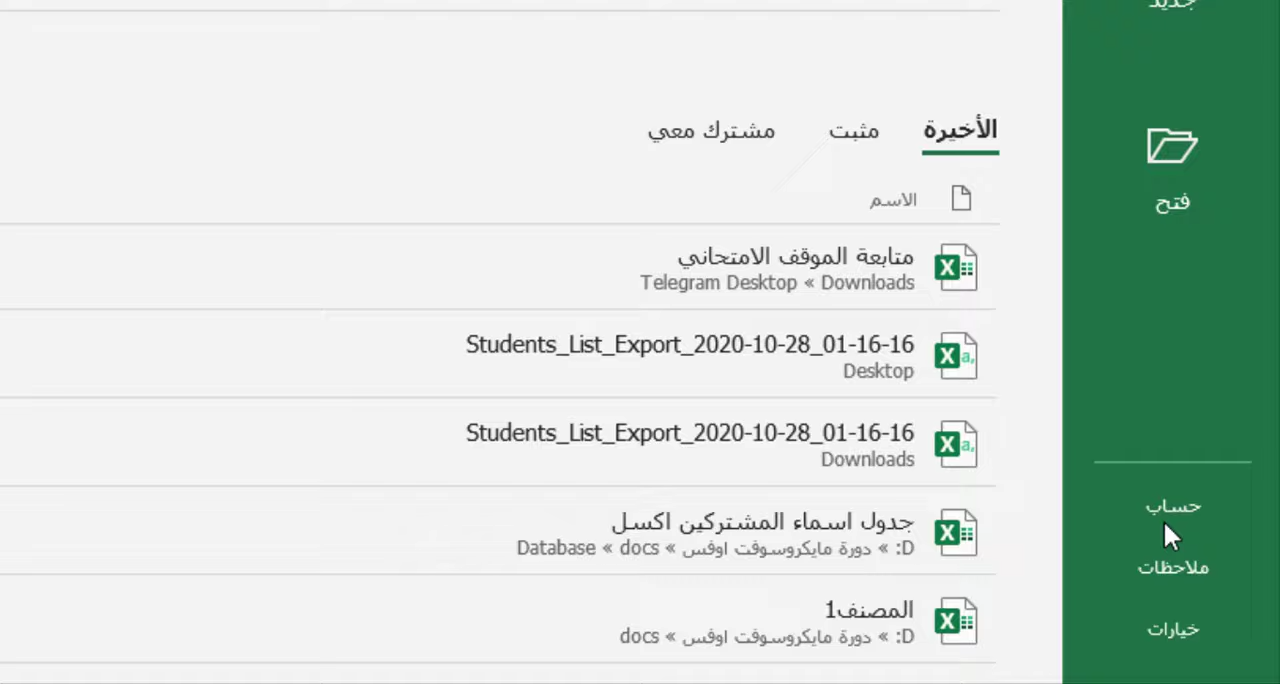 جديد
فتح
حساب
ملاحظات
خيارات
الأخيرة مثبت مشترك معي
الاسم
متابعة الموقف الامتحاني
Telegram Desktop « Downloads
Students_List_Export_2020-10-28_01-16-16
Desktop
Students_List_Export_2020-10-28_01-16-16
Downloads
جدول اسماء المشتركين اكسل
D: » دورة مايكروسوفت اوفس » docs » Database
المصنف1
D: » دورة مايكروسوفت اوفس » docs